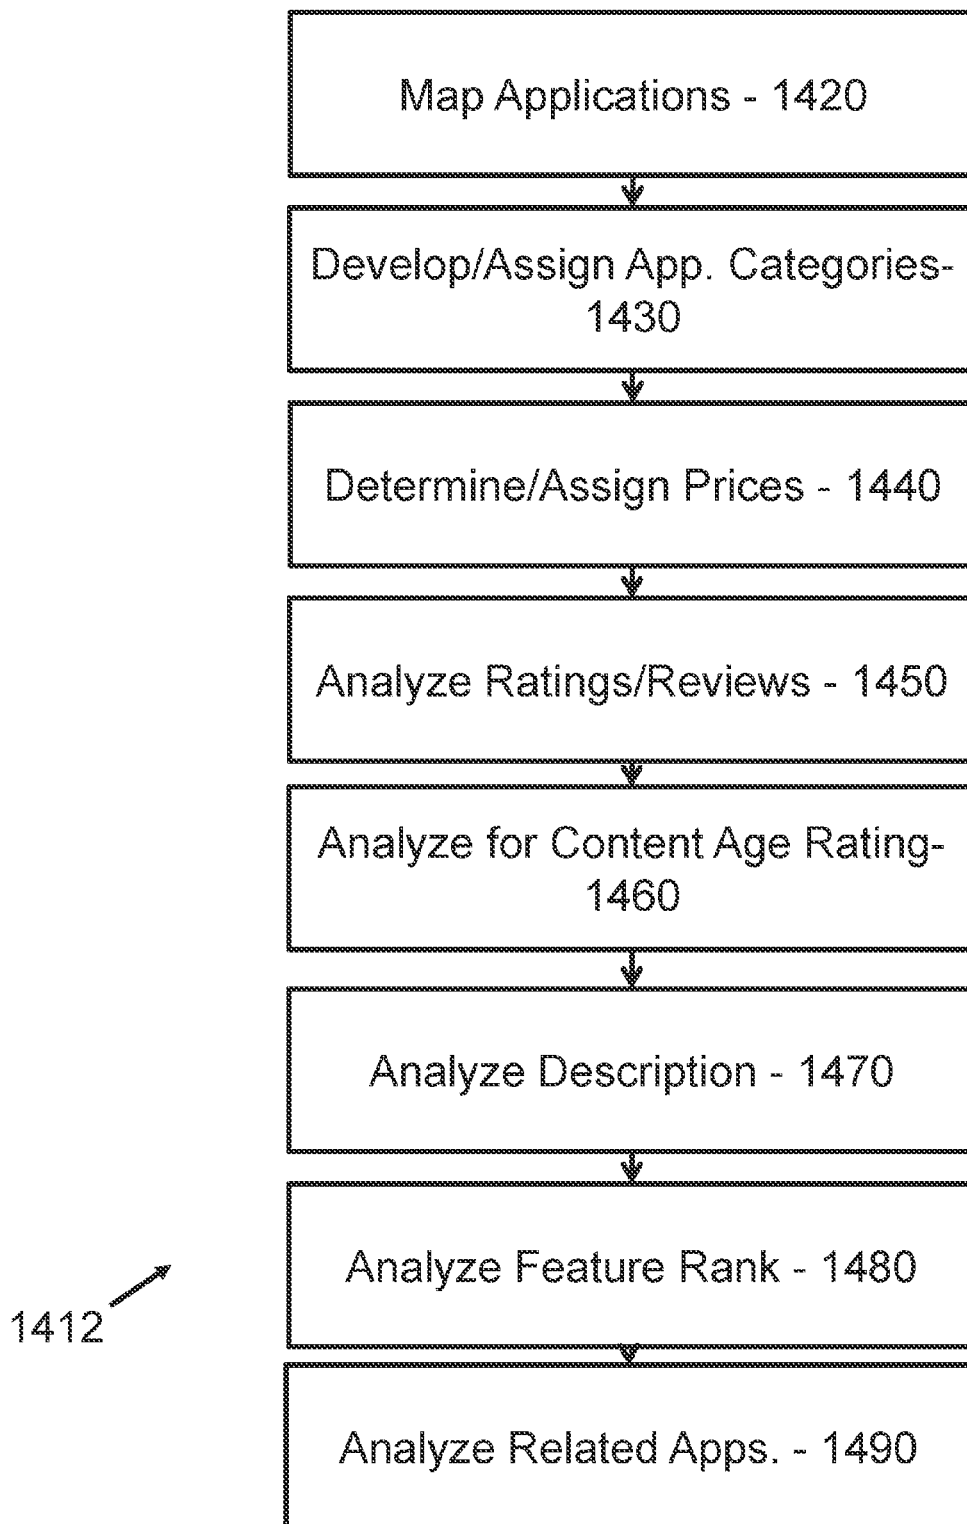 Map Applications - 1420
Develop/Assign App. Categories-
1430
Determine/Assign Prices - 1440
Analyze Ratings/Reviews - 1450
Analyze for Content Age Rating-
1460
Analyze Description - 1470
Analyze Feature Rank - 1480
1412
Analyze Related Apps. - 1490